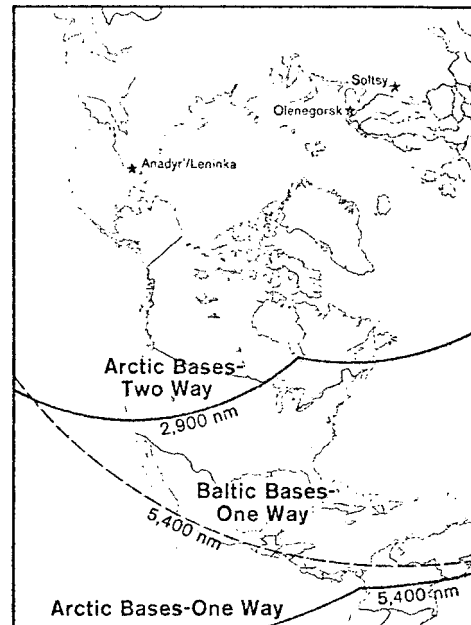 Soltsy
Olenegorsk
Anadyr'/Leninka
Arctic Bases-
Two Way
2,900 nm
Baltic Bases-
One Way
5,400 nm
5,400 nm
Arctic Bases-One Way